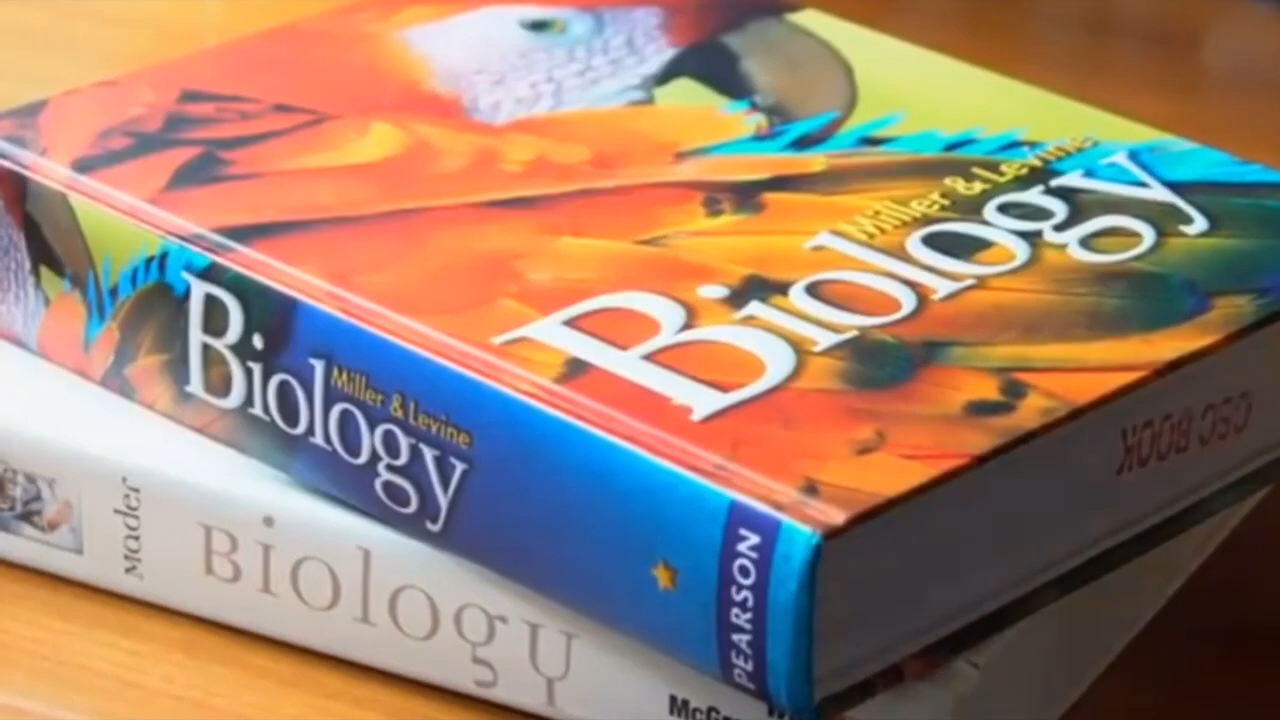 Miller & Levine
Biology
Biology
Miller & Levine
PEARSON
CSC BOOK
Mader
Biology